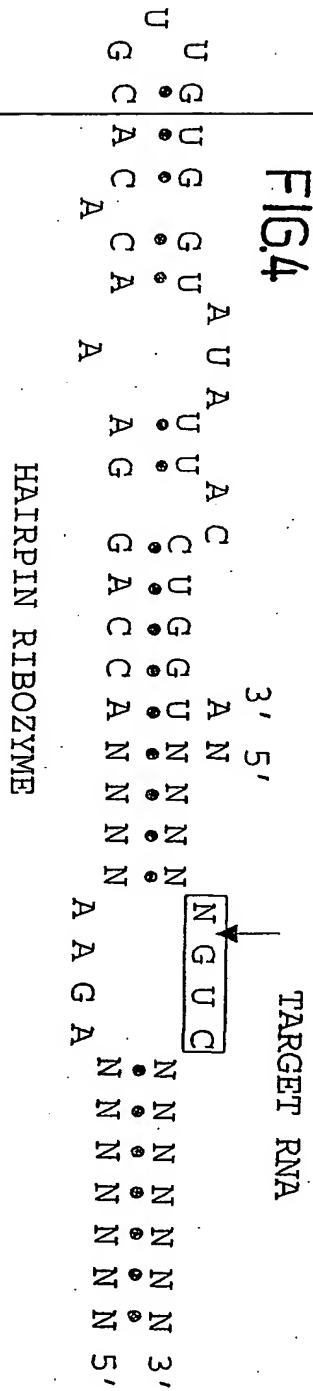 FIG.4
TARGET RNA
3' 5'
A N
A U A A C
U G U G G U U U C U G G U N N N N N G U C N N N N N N N 3'
U
G C A C C A A G G A C C A N N N N N N N N N N N 5'
A A A A G A
HAIRPIN RIBOZYME